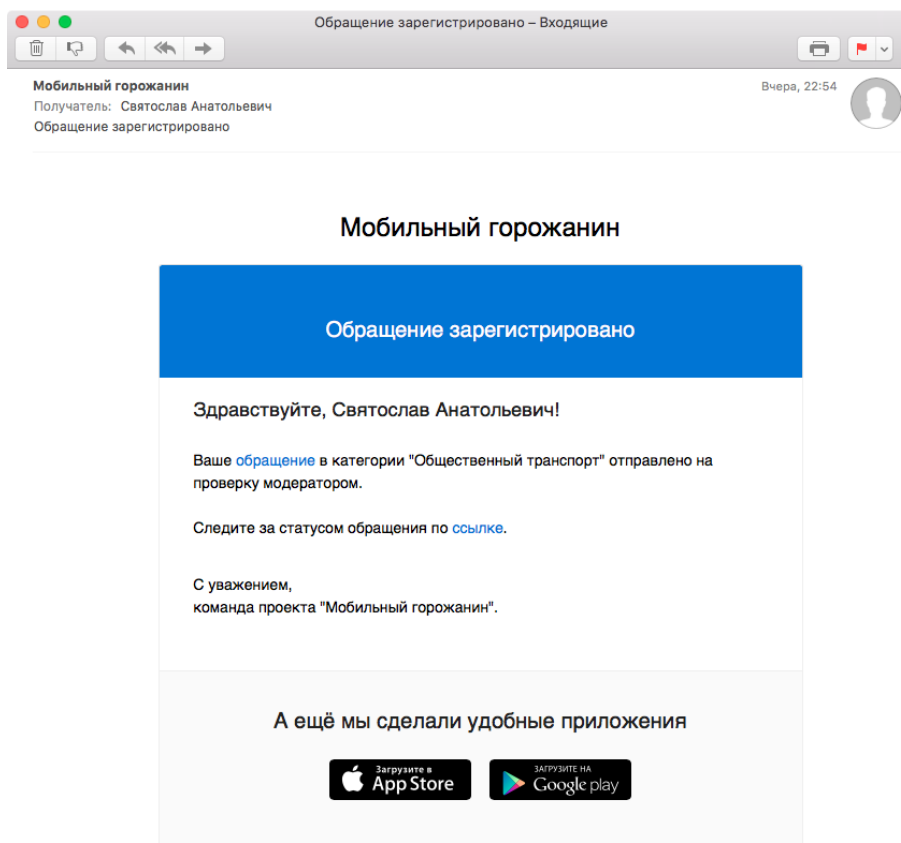 Обращение зарегистрировано – Входящие
Мобильный горожанин
Вчера, 22:54
Получатель: Святослав Анатольевич
Обращение зарегистрировано
Мобильный горожанин
Обращение зарегистрировано
Здравствуйте, Святослав Анатольевич!
Ваше обращение в категории "Общественный транспорт" отправлено на
проверку модератором.
Следите за статусом обращения по ссылке.
С уважением,
команда проекта "Мобильный горожанин".
А ещё мы сделали удобные приложения
Загрузите в
App Store
ЗАГРУЗИТЕ НА
Google play